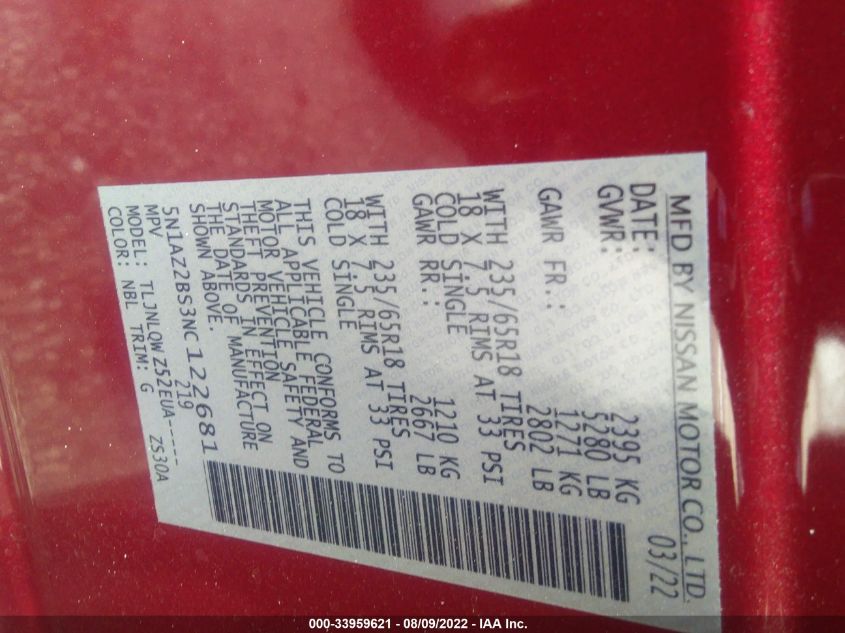 MFD BY NISSAN MOTOR CO., LTD.
DATE: 03/22
GVWR: 2395 KG
5280 LB
GAWR FR.: 1271 KG
2802 LB
WITH 235/65R18 TIRES
18 X 7.5 RIMS AT 33 PSI
COLD SINGLE
GAWR RR.: 1210 KG
2667 LB
WITH 235/65R18 TIRES
18 X 7.5 RIMS AT 33 PSI
COLD SINGLE
THIS VEHICLE CONFORMS TO
ALL APPLICABLE FEDERAL
MOTOR VEHICLE SAFETY AND
THEFT PREVENTION
STANDARDS IN EFFECT ON
THE DATE OF MANUFACTURE
SHOWN ABOVE.
5N1AZ2BS3NC122681
MPV 219
MODEL: TLJNLQWZ52EUA-----
COLOR: NBL TRIM: G ZS30A
000-33959621 - 08/09/2022 - IAA Inc.